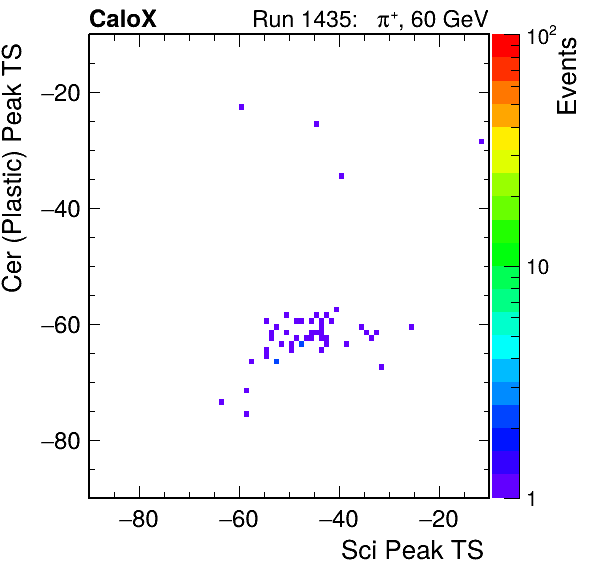 CaloX Run 1435: π⁺, 60 GeV
Cer (Plastic) Peak TS
−20
−40
−60
−80
−80 −60 −40 −20
Sci Peak TS
10²
10
1
Events